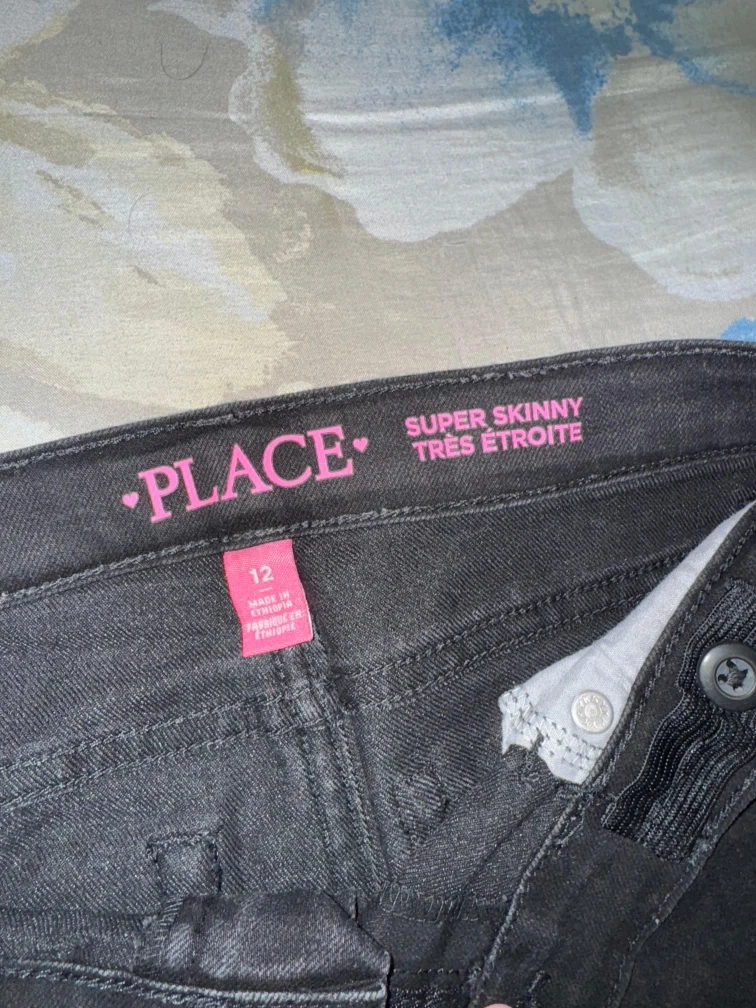 PLACE
SUPER SKINNY
TRÈS ÉTROITE
12
MADE IN
ETHIOPIA
FABRIQUÉ EN
ÉTHIOPIE